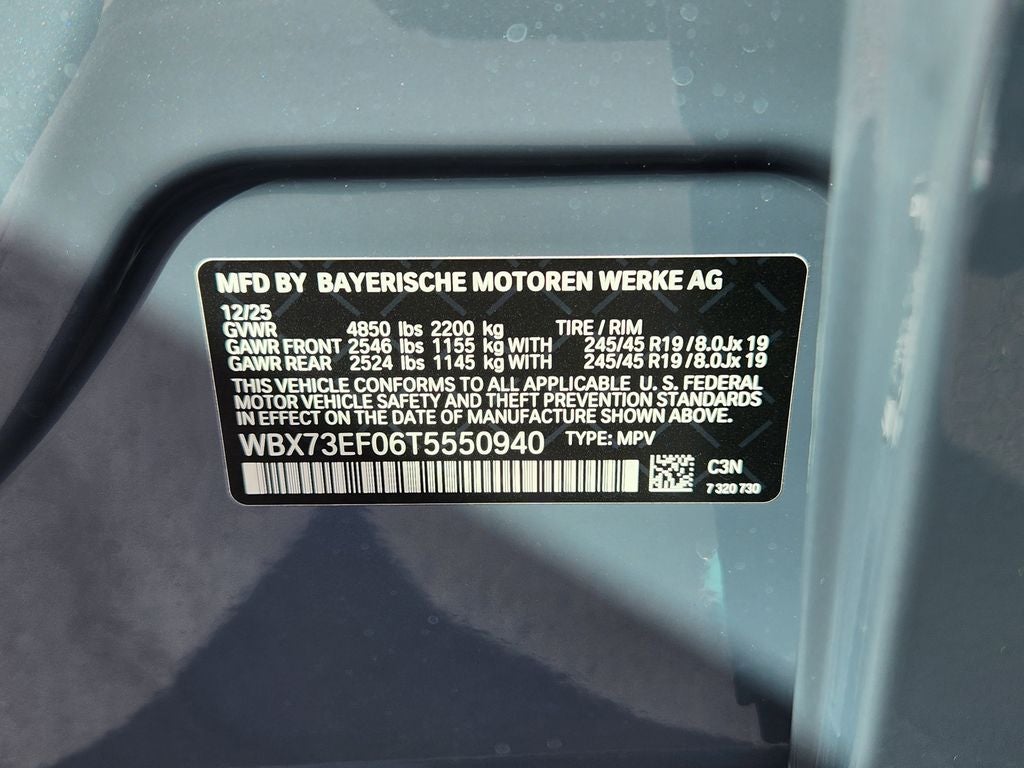 MFD BY BAYERISCHE MOTOREN WERKE AG
12/25
GVWR 4850 lbs 2200 kg TIRE / RIM
GAWR FRONT 2546 lbs 1155 kg WITH 245/45 R19 / 8.0Jx 19
GAWR REAR 2524 lbs 1145 kg WITH 245/45 R19 / 8.0Jx 19
THIS VEHICLE CONFORMS TO ALL APPLICABLE U. S. FEDERAL
MOTOR VEHICLE SAFETY AND THEFT PREVENTION STANDARDS
IN EFFECT ON THE DATE OF MANUFACTURE SHOWN ABOVE.
WBX73EF06T5550940 TYPE: MPV
C3N
7 320 730